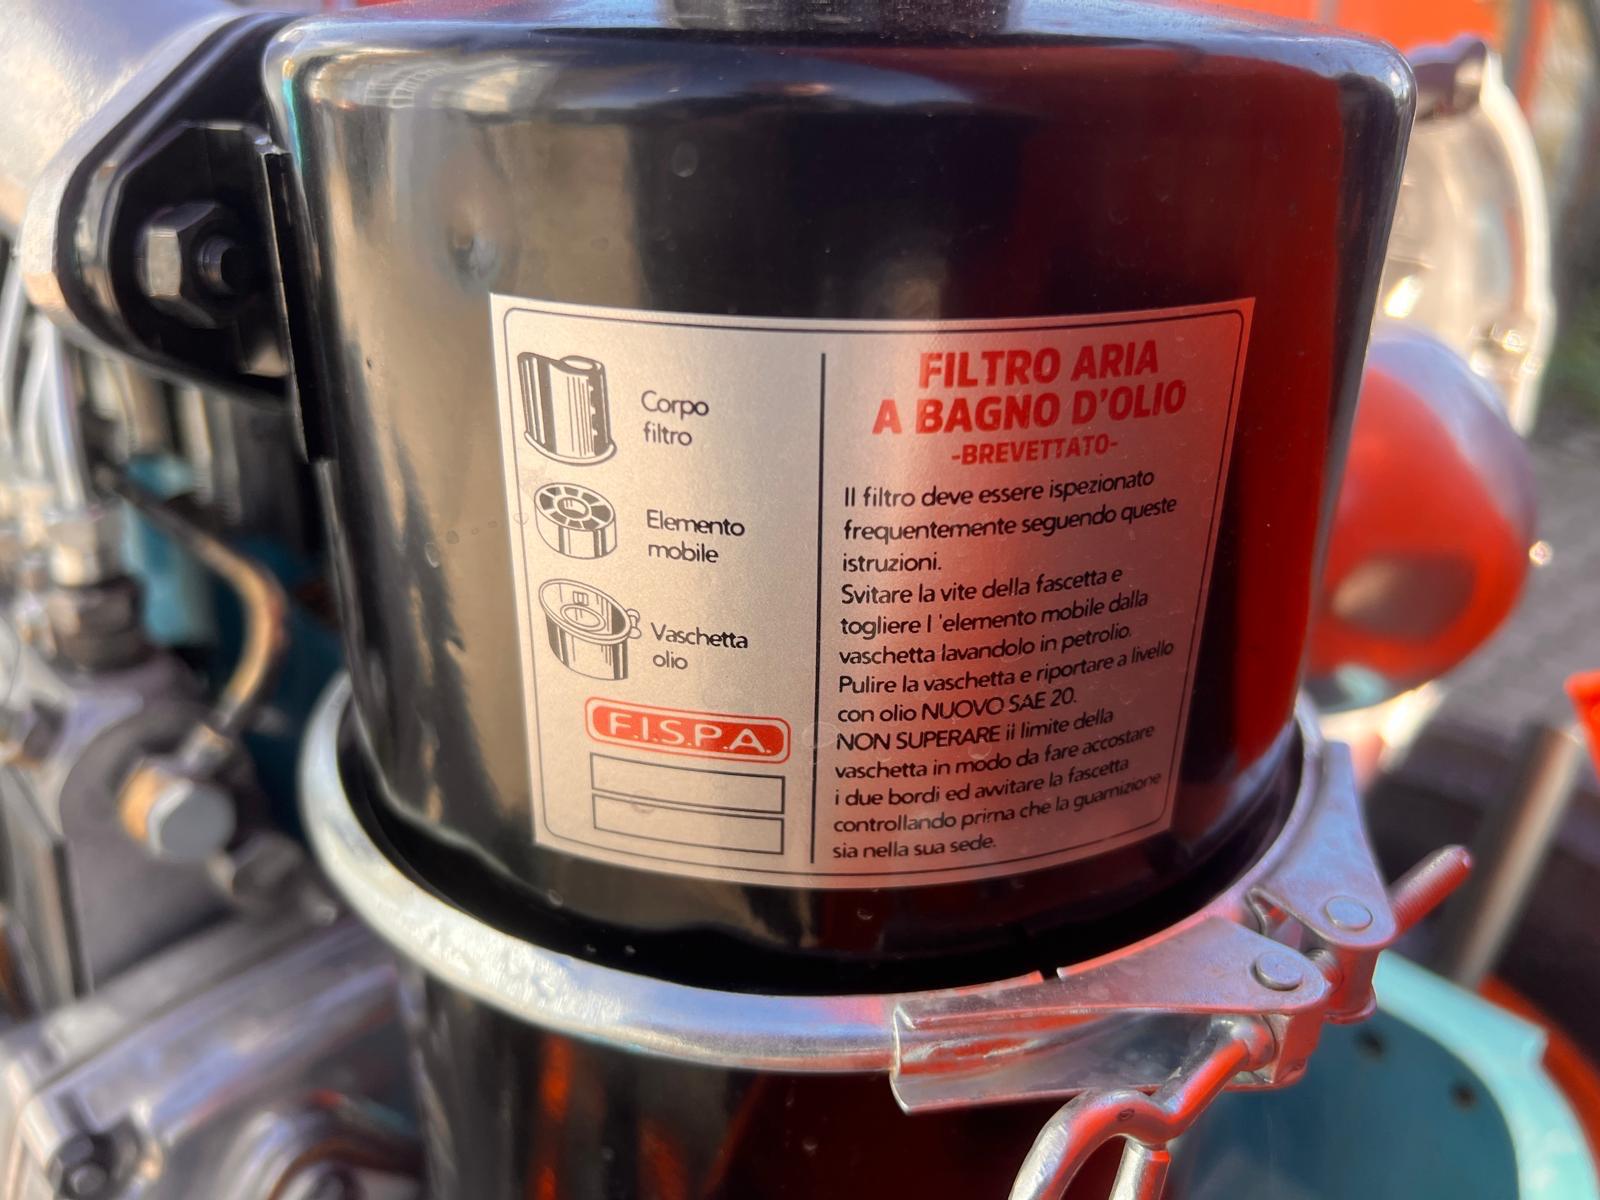 Corpo
filtro
Elemento
mobile
Vaschetta
olio
F.I.S.P.A.
FILTRO ARIA
A BAGNO D'OLIO
-BREVETTATO-
Il filtro deve essere ispezionato
frequentemente seguendo queste
istruzioni.
Svitare la vite della fascetta e
togliere l 'elemento mobile dalla
vaschetta lavandolo in petrolio.
Pulire la vaschetta e riportare a livello
con olio NUOVO SAE 20.
NON SUPERARE ii limite della
vaschetta in modo da fare accostare
i due bordi ed avvitare la fascetta
controllando prima che la guarnizione
sia nella sua sede.